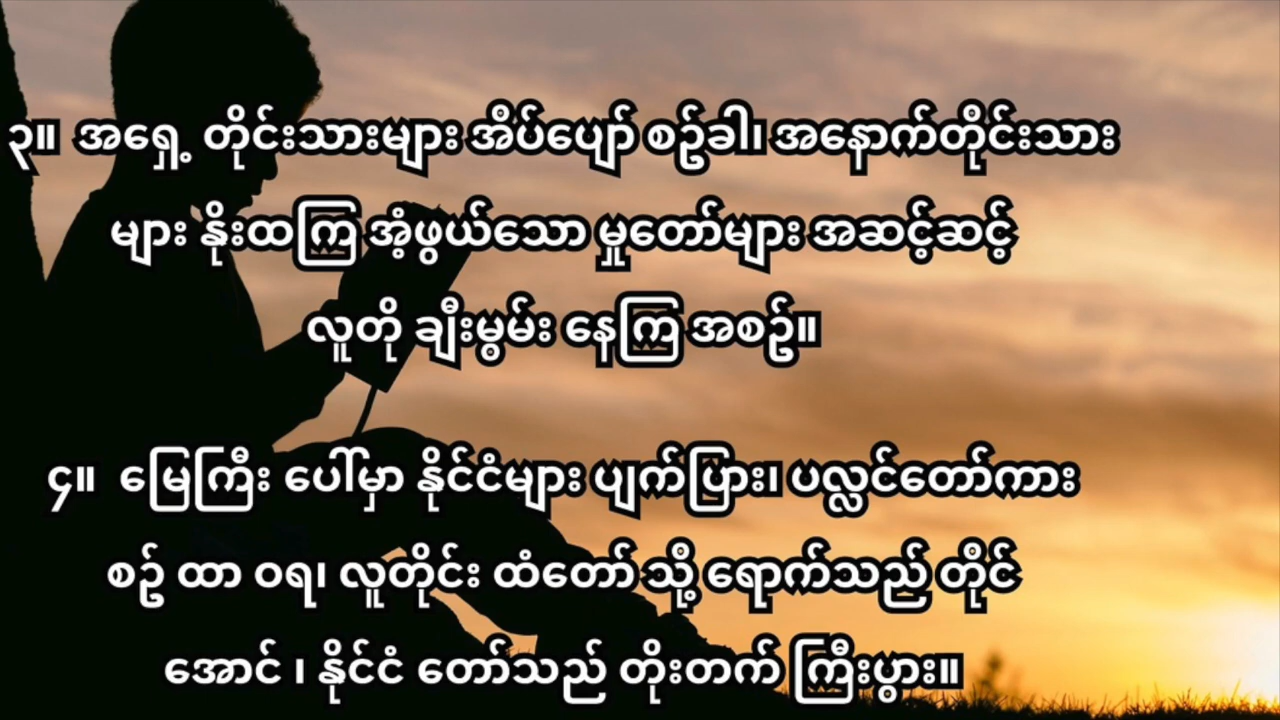 ၃။ အရှေ့ တိုင်းသားများ အိပ်ပျော် စဥ်ခါ၊ အနောက်တိုင်းသား
များ နိုးထကြ အံ့ဖွယ်သော မှုတော်များ အဆင့်ဆင့်
လူတို ချီးမွမ်း နေကြ အစဥ်။
၄။ မြေကြီး ပေါ်မှာ နိုင်ငံများ ပျက်ပြား၊ ပလ္လင်တော်ကား
စဥ် ထာ ဝရ၊ လူတိုင်း ထံတော် သို့ ရောက်သည် တိုင်
အောင် ၊ နိုင်ငံ တော်သည် တိုးတက် ကြီးပွား။